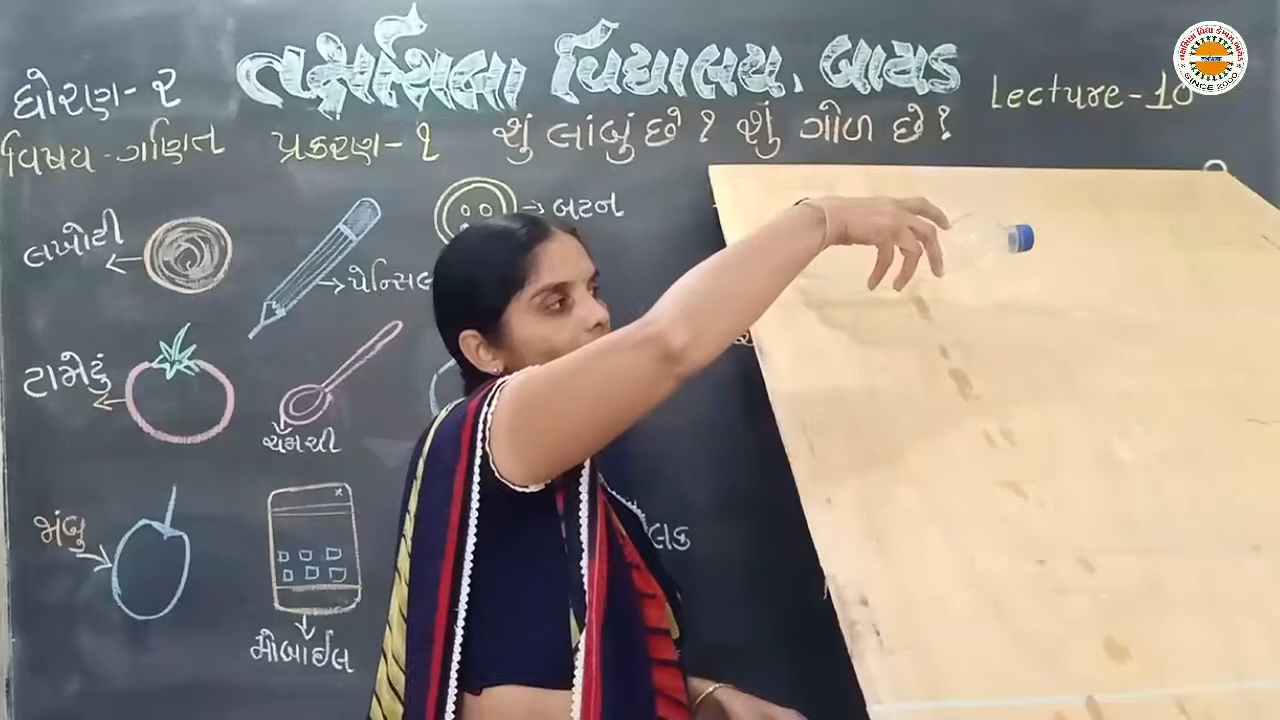 તક્ષશિલા વિદ્યાલય, બાયડ
ધોરણ-૨
Lecture-10
વિષય-ગણિત પ્રકરણ-૧ શું લાંબું છે? શું ગોળ છે?
લખોટી
પેન્સિલ
બટન
ટામેટું
ચમચી
જાંબુ
મોબાઈલ
SINCE 2000